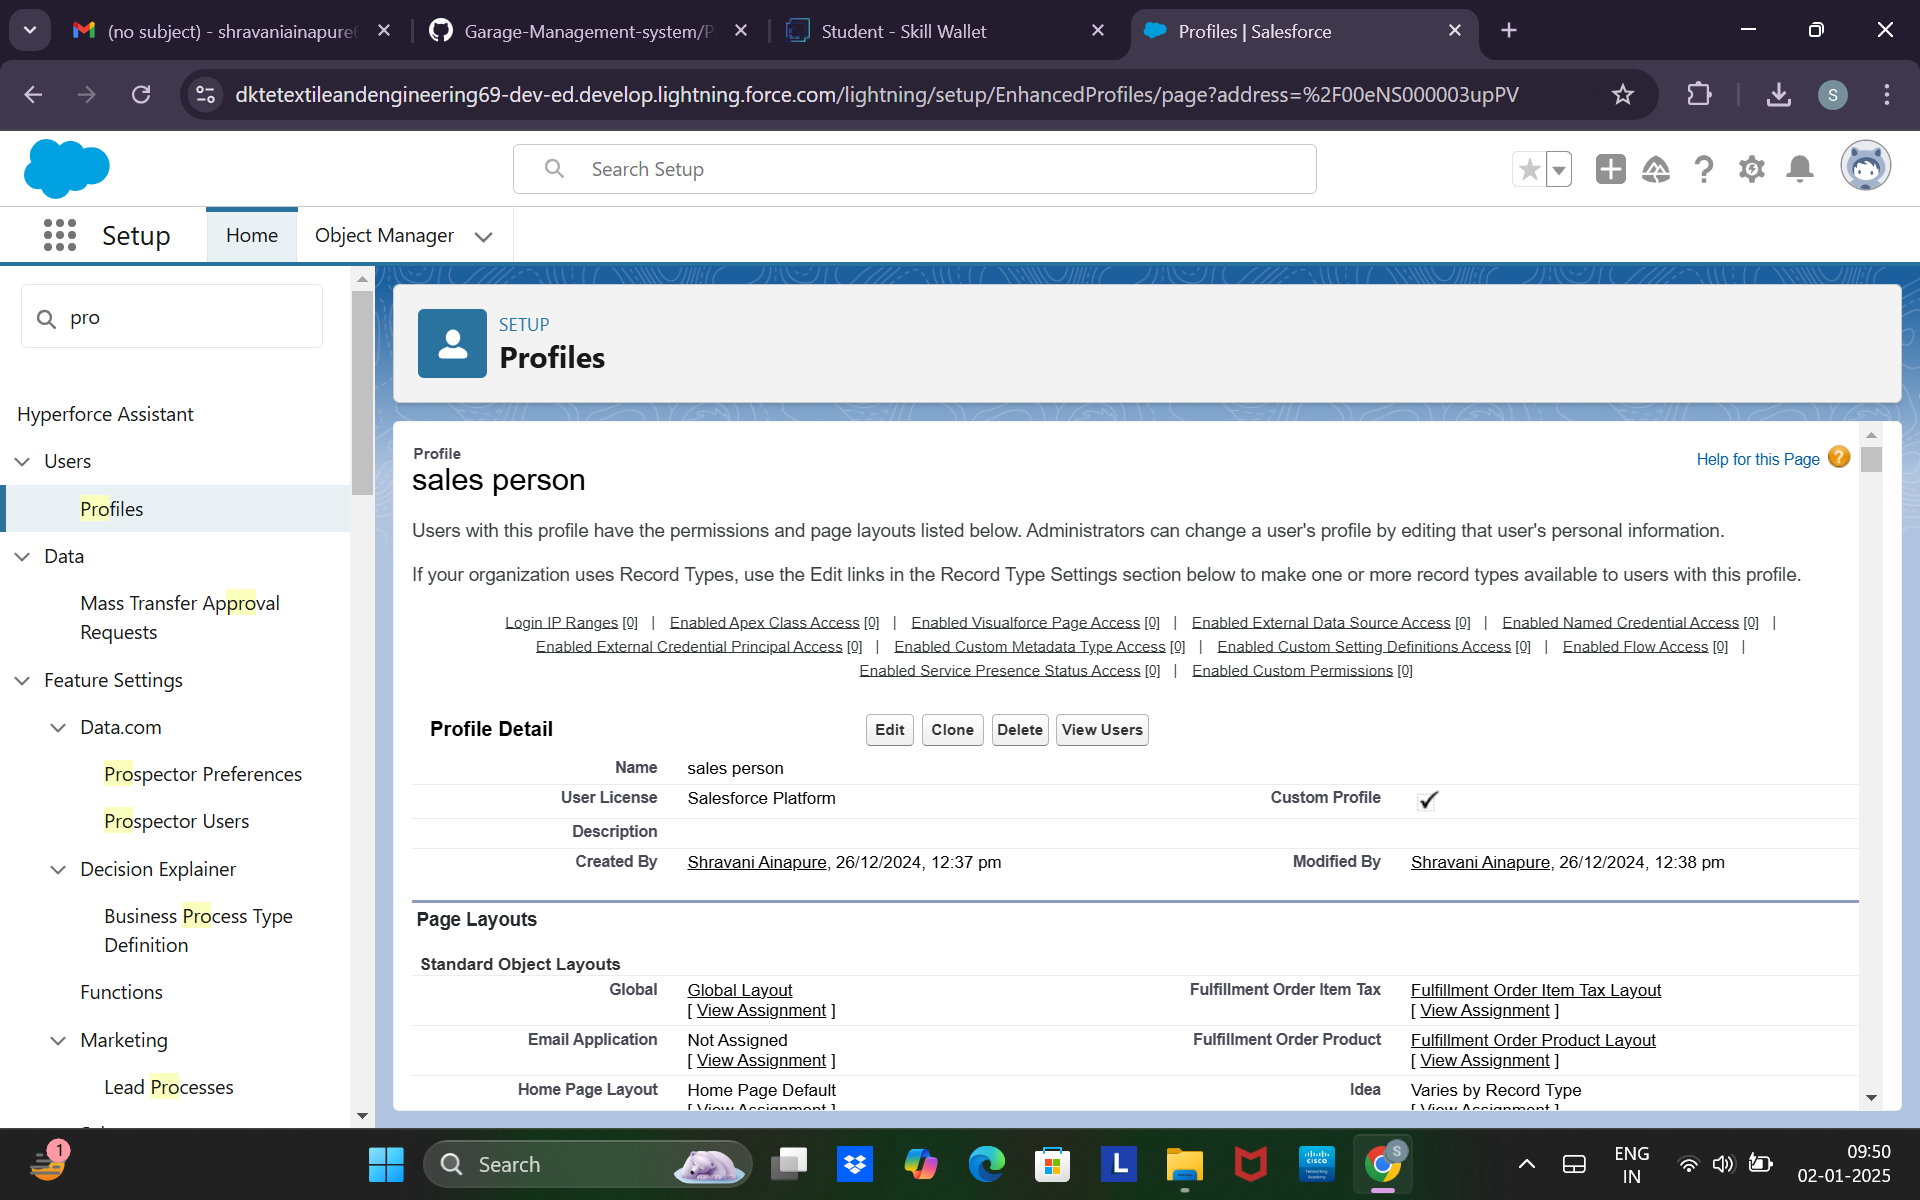 (no subject) - shravaniainapure6
Garage-Management-system/P
Student - Skill Wallet
Profiles | Salesforce
dktetextileandengineering69-dev-ed.develop.lightning.force.com/lightning/setup/EnhancedProfiles/page?address=%2F00eNS000003upPV
S
Search Setup
Setup
Home
Object Manager
pro
Hyperforce Assistant
Users
Profiles
Data
Mass Transfer Approval
Requests
Feature Settings
Data.com
Prospector Preferences
Prospector Users
Decision Explainer
Business Process Type
Definition
Functions
Marketing
Lead Processes
SETUP
Profiles
Profile
sales person
Help for this Page
Users with this profile have the permissions and page layouts listed below. Administrators can change a user's profile by editing that user's personal information.
If your organization uses Record Types, use the Edit links in the Record Type Settings section below to make one or more record types available to users with this profile.
Login IP Ranges [0] | Enabled Apex Class Access [0] | Enabled Visualforce Page Access [0] | Enabled External Data Source Access [0] | Enabled Named Credential Access [0] |
Enabled External Credential Principal Access [0] | Enabled Custom Metadata Type Access [0] | Enabled Custom Setting Definitions Access [0] | Enabled Flow Access [0] |
Enabled Service Presence Status Access [0] | Enabled Custom Permissions [0]
Profile Detail
Edit Clone Delete View Users
Name sales person
User License Salesforce Platform Custom Profile
Description
Created By Shravani Ainapure, 26/12/2024, 12:37 pm Modified By Shravani Ainapure, 26/12/2024, 12:38 pm
Page Layouts
Standard Object Layouts
Global Global Layout Fulfillment Order Item Tax Fulfillment Order Item Tax Layout
[ View Assignment ] [ View Assignment ]
Email Application Not Assigned Fulfillment Order Product Fulfillment Order Product Layout
[ View Assignment ] [ View Assignment ]
Home Page Layout Home Page Default Idea Varies by Record Type
[ View Assignment ] [ View Assignment ]
1
Search
L
CISCO
S
ENG
IN
09:50
02-01-2025